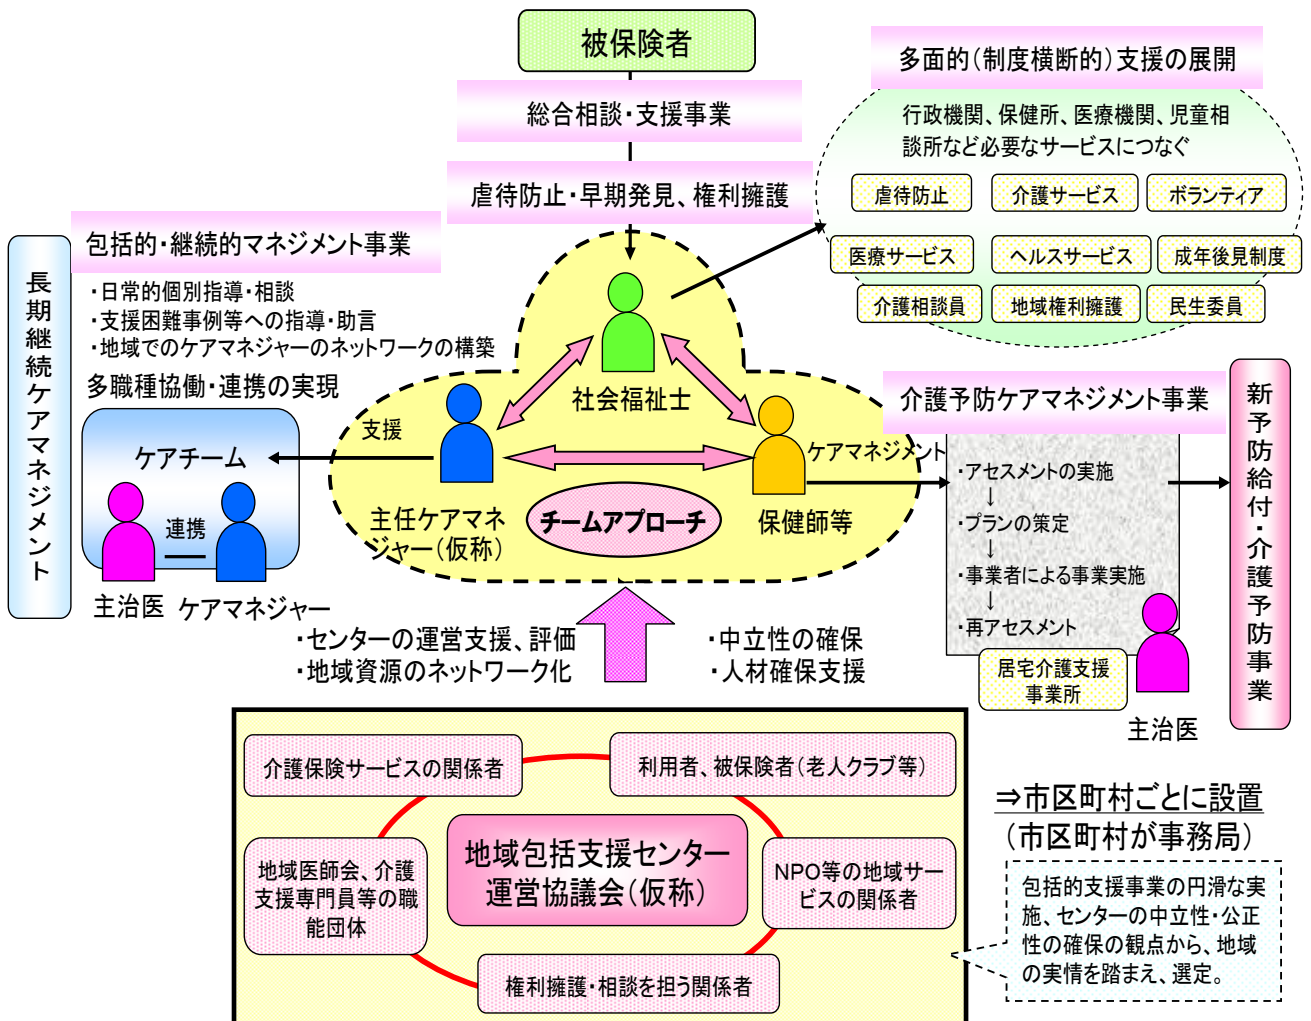 被保険者
総合相談・支援事業
虐待防止・早期発見、権利擁護
多面的(制度横断的)支援の展開
行政機関、保健所、医療機関、児童相
談所など必要なサービスにつなぐ
虐待防止
介護サービス
ボランティア
医療サービス
ヘルスサービス
成年後見制度
介護相談員
地域権利擁護
民生委員
長期継続ケアマネジメント
包括的・継続的マネジメント事業
・日常的個別指導・相談
・支援困難事例等への指導・助言
・地域でのケアマネジャーのネットワークの構築
多職種協働・連携の実現
ケアチーム
連携
主治医
ケアマネジャー
支援
社会福祉士
主任ケアマネ
ジャー(仮称)
チームアプローチ
保健師等
ケアマネジメント
介護予防ケアマネジメント事業
・アセスメントの実施
↓
・プランの策定
↓
・事業者による事業実施
↓
・再アセスメント
居宅介護支援
事業所
主治医
新予防給付・介護予防事業
・センターの運営支援、評価
・地域資源のネットワーク化
・中立性の確保
・人材確保支援
介護保険サービスの関係者
利用者、被保険者(老人クラブ等)
地域医師会、介護
支援専門員等の職
能団体
地域包括支援センター
運営協議会(仮称)
NPO等の地域サー
ビスの関係者
権利擁護・相談を担う関係者
⇒市区町村ごとに設置
(市区町村が事務局)
包括的支援事業の円滑な実
施、センターの中立性・公正
性の確保の観点から、地域
の実情を踏まえ、選定。